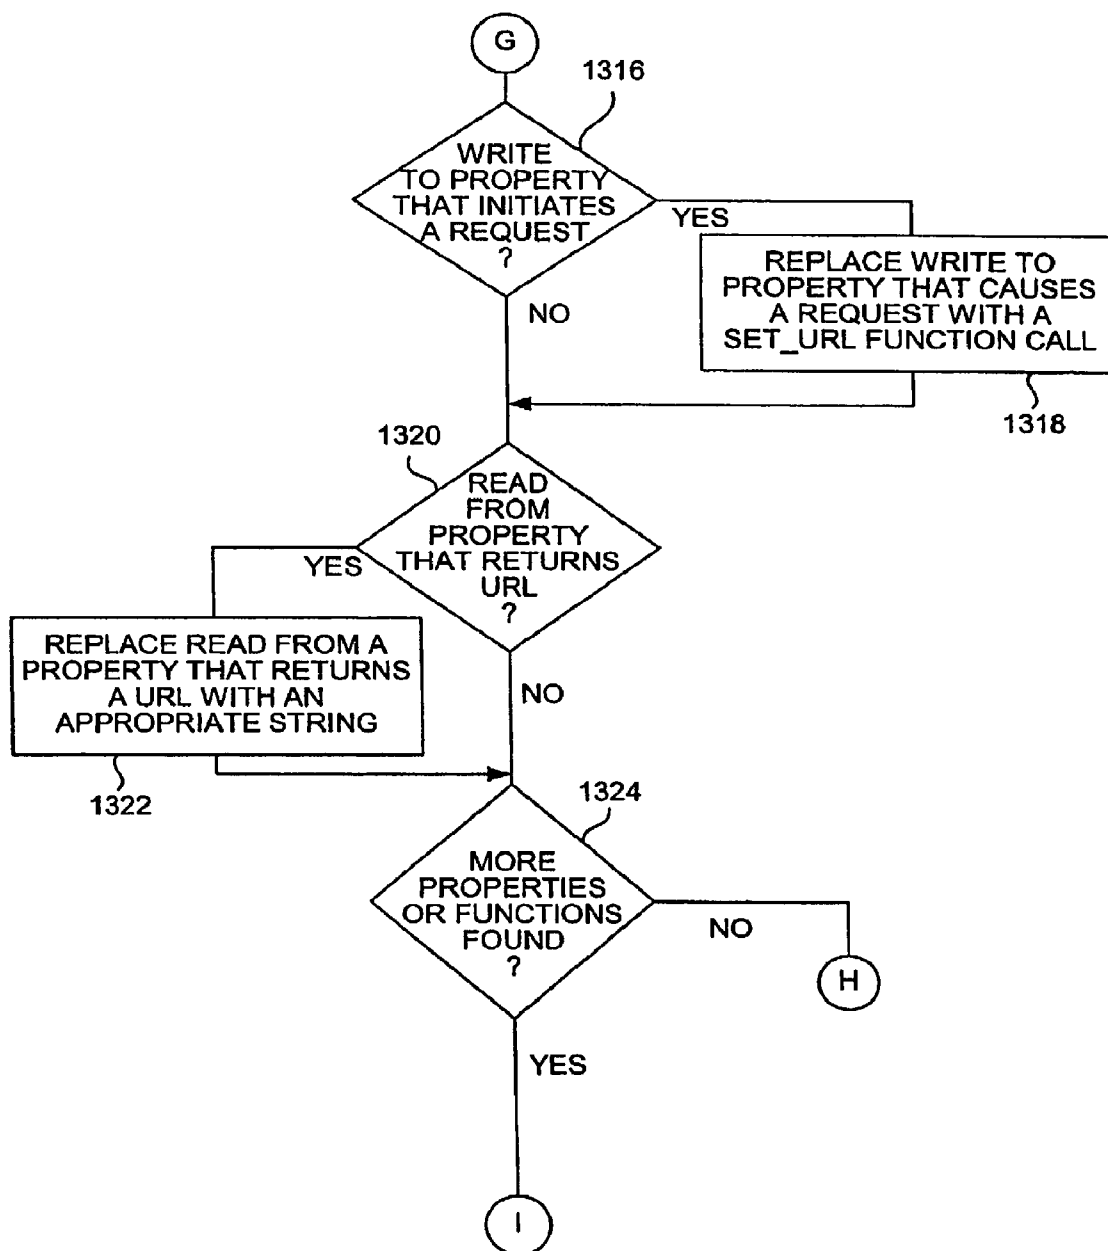 G
1316
WRITE
TO PROPERTY
THAT INITIATES
A REQUEST
?
YES
NO
REPLACE WRITE TO
PROPERTY THAT CAUSES
A REQUEST WITH A
SET_URL FUNCTION CALL
1318
1320
READ
FROM
PROPERTY
THAT RETURNS
URL
?
YES
NO
REPLACE READ FROM A
PROPERTY THAT RETURNS
A URL WITH AN
APPROPRIATE STRING
1322
1324
MORE
PROPERTIES
OR FUNCTIONS
FOUND
?
NO
H
YES
I